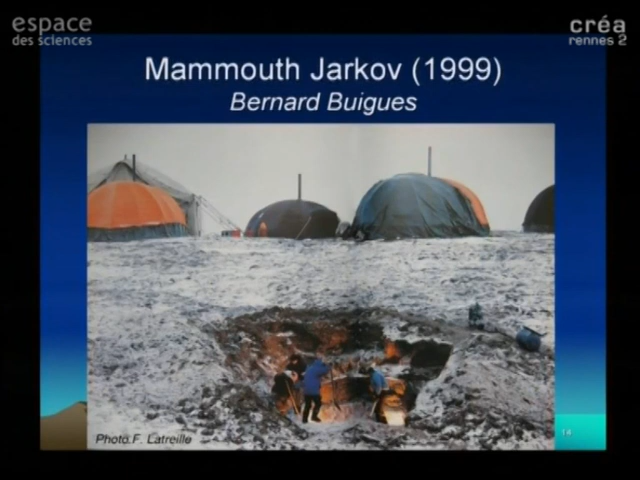 espace
des sciences
créa
rennes 2
Mammouth Jarkov (1999)
Bernard Buigues
Photo.F. Latreille
14